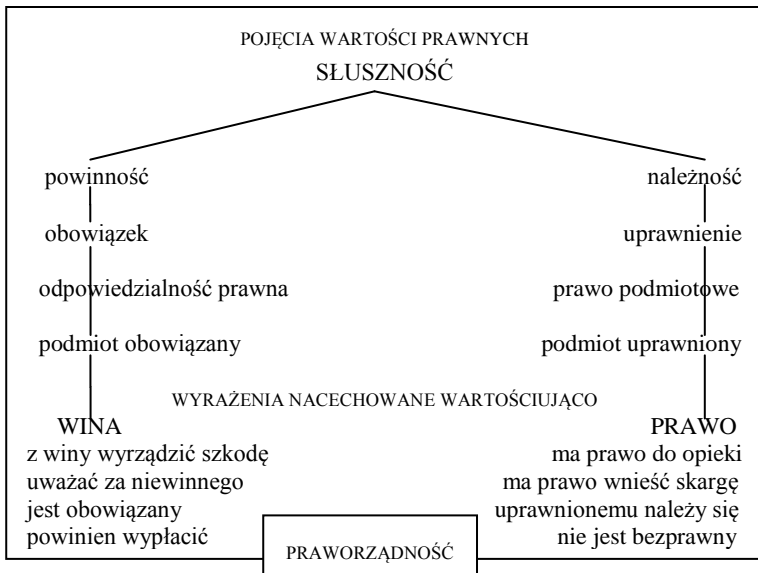 POJĘCIA WARTOŚCI PRAWNYCH
SŁUSZNOŚĆ
powinność
należność
obowiązek
uprawnienie
odpowiedzialność prawna
prawo podmiotowe
podmiot obowiązany
podmiot uprawniony
WYRAŻENIA NACECHOWANE WARTOŚCIUJĄCO
WINA
PRAWO
z winy wyrządzić szkodę
ma prawo do opieki
uważać za niewinnego
ma prawo wnieść skargę
jest obowiązany
uprawnionemu należy się
powinien wypłacić
nie jest bezprawny
PRAWORZĄDNOŚĆ